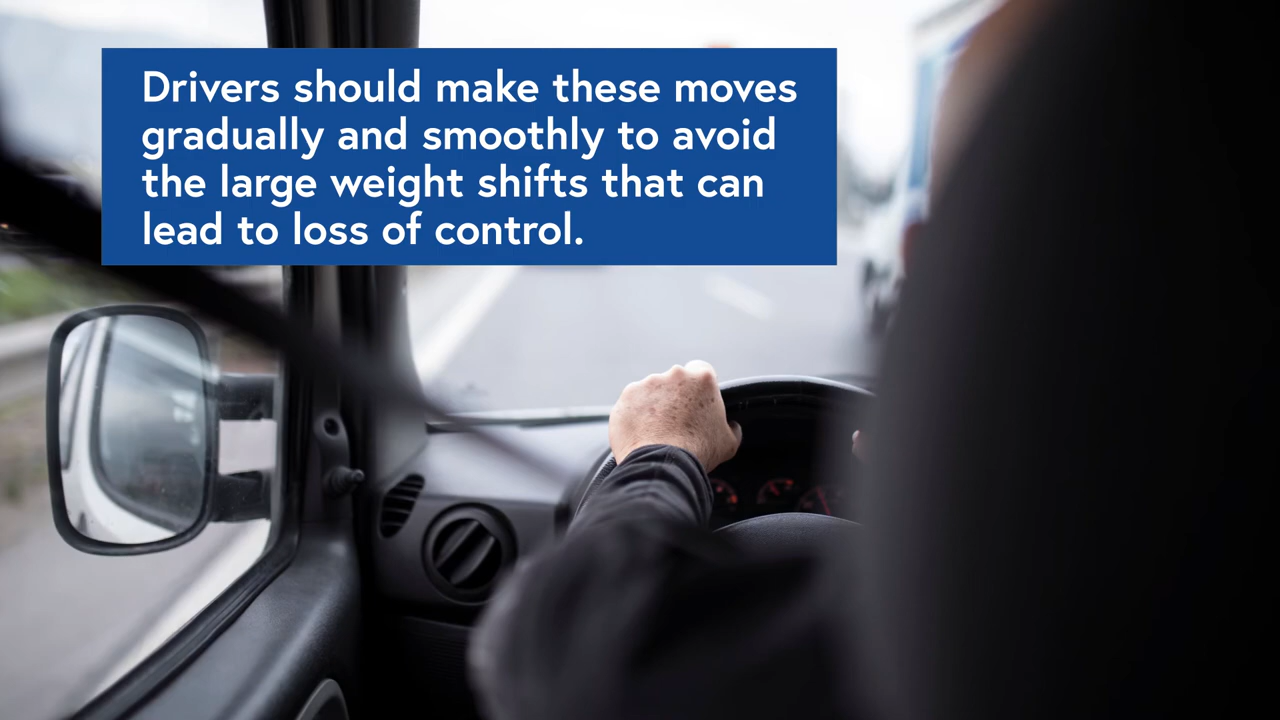 Drivers should make these moves
gradually and smoothly to avoid
the large weight shifts that can
lead to loss of control.